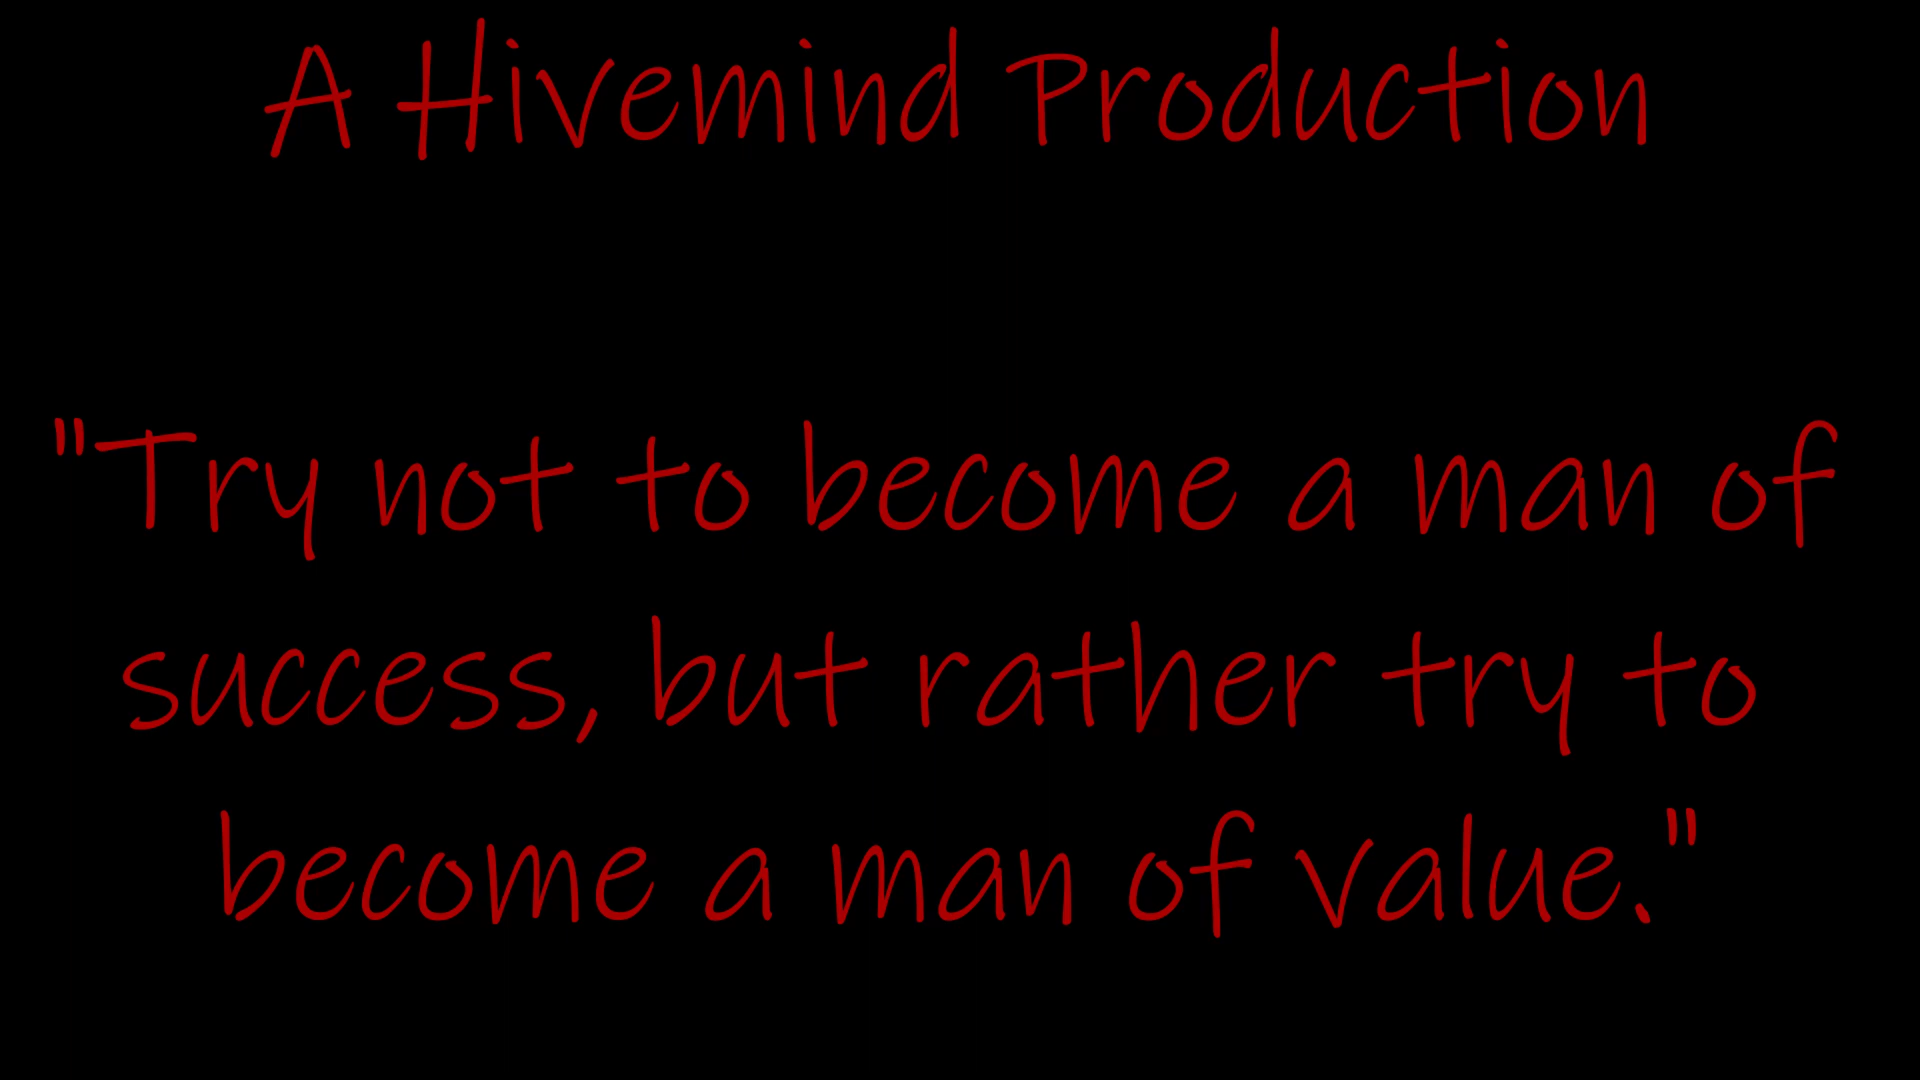 A Hivemind Production
"Try not to become a man of
success, but rather try to
become a man of value."